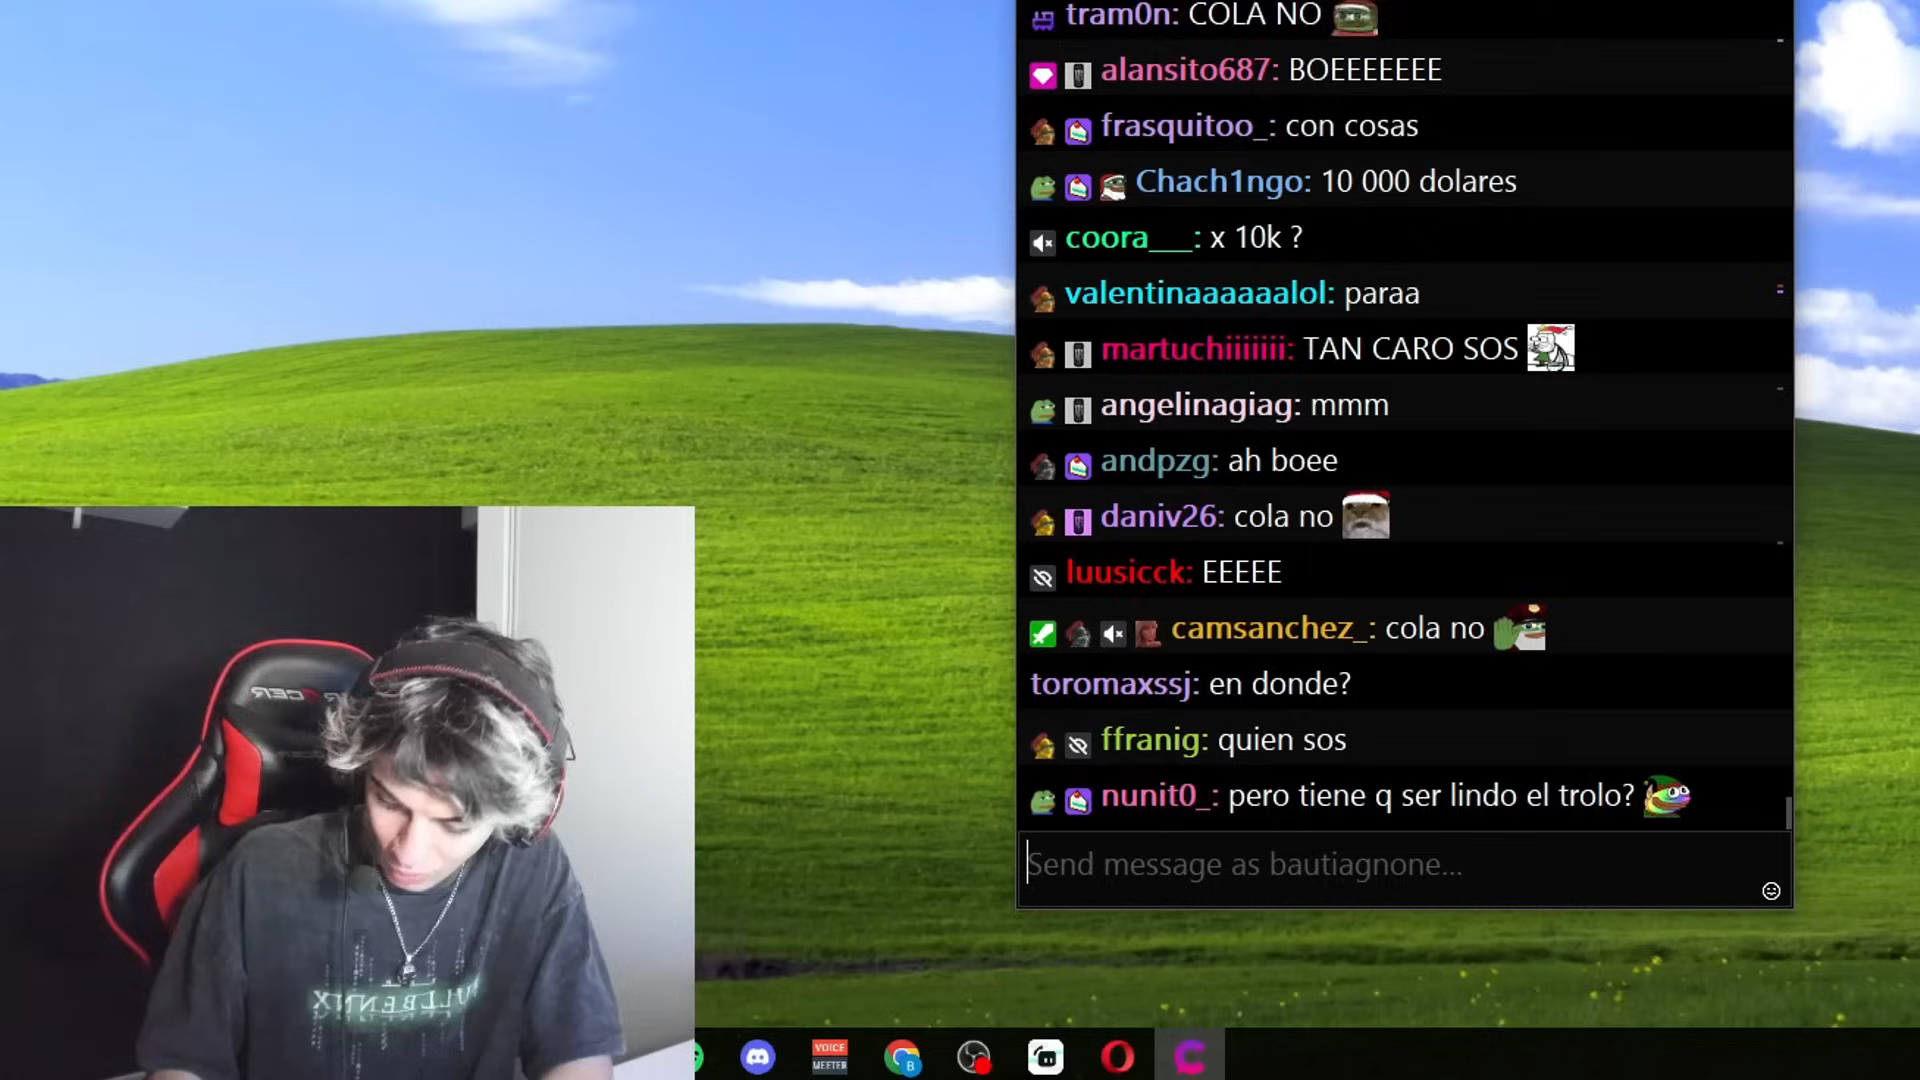 tram0n: COLA NO
alansito687: BOEEEEEEE
frasquitoo_: con cosas
Chach1ngo: 10 000 dolares
coora___: x 10k ?
valentinaaaaaalol: paraa
martuchiiiiiii: TAN CARO SOS
angelinagiag: mmm
andpzg: ah boee
daniv26: cola no
luusicck: EEEEE
camsanchez_: cola no
toromaxssj: en donde?
ffranig: quien sos
nunit0_: pero tiene q ser lindo el trolo?
Send message as bautiagnone...
VOICE
MEETER
B